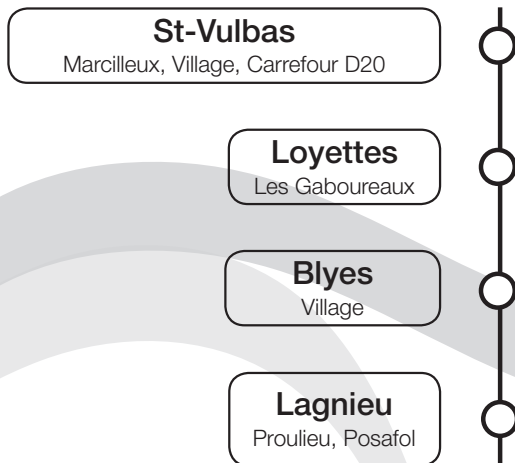 St-Vulbas
Marcilleux, Village, Carrefour D20
Loyettes
Les Gaboureaux
Blyes
Village
Lagnieu
Proulieu, Posafol